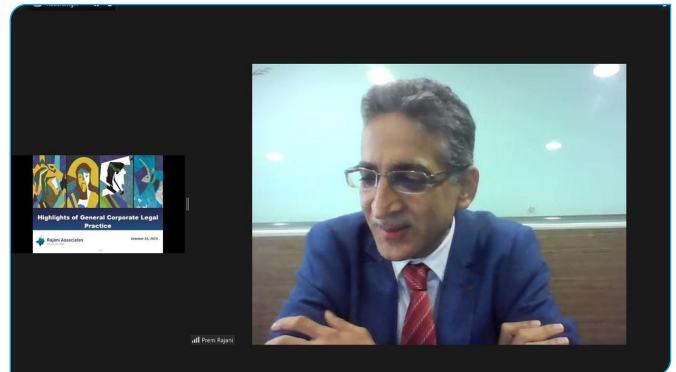 Highlights of General Corporate Legal
Practice
Rajani Associates
October 25, 2023
Prem Rajani